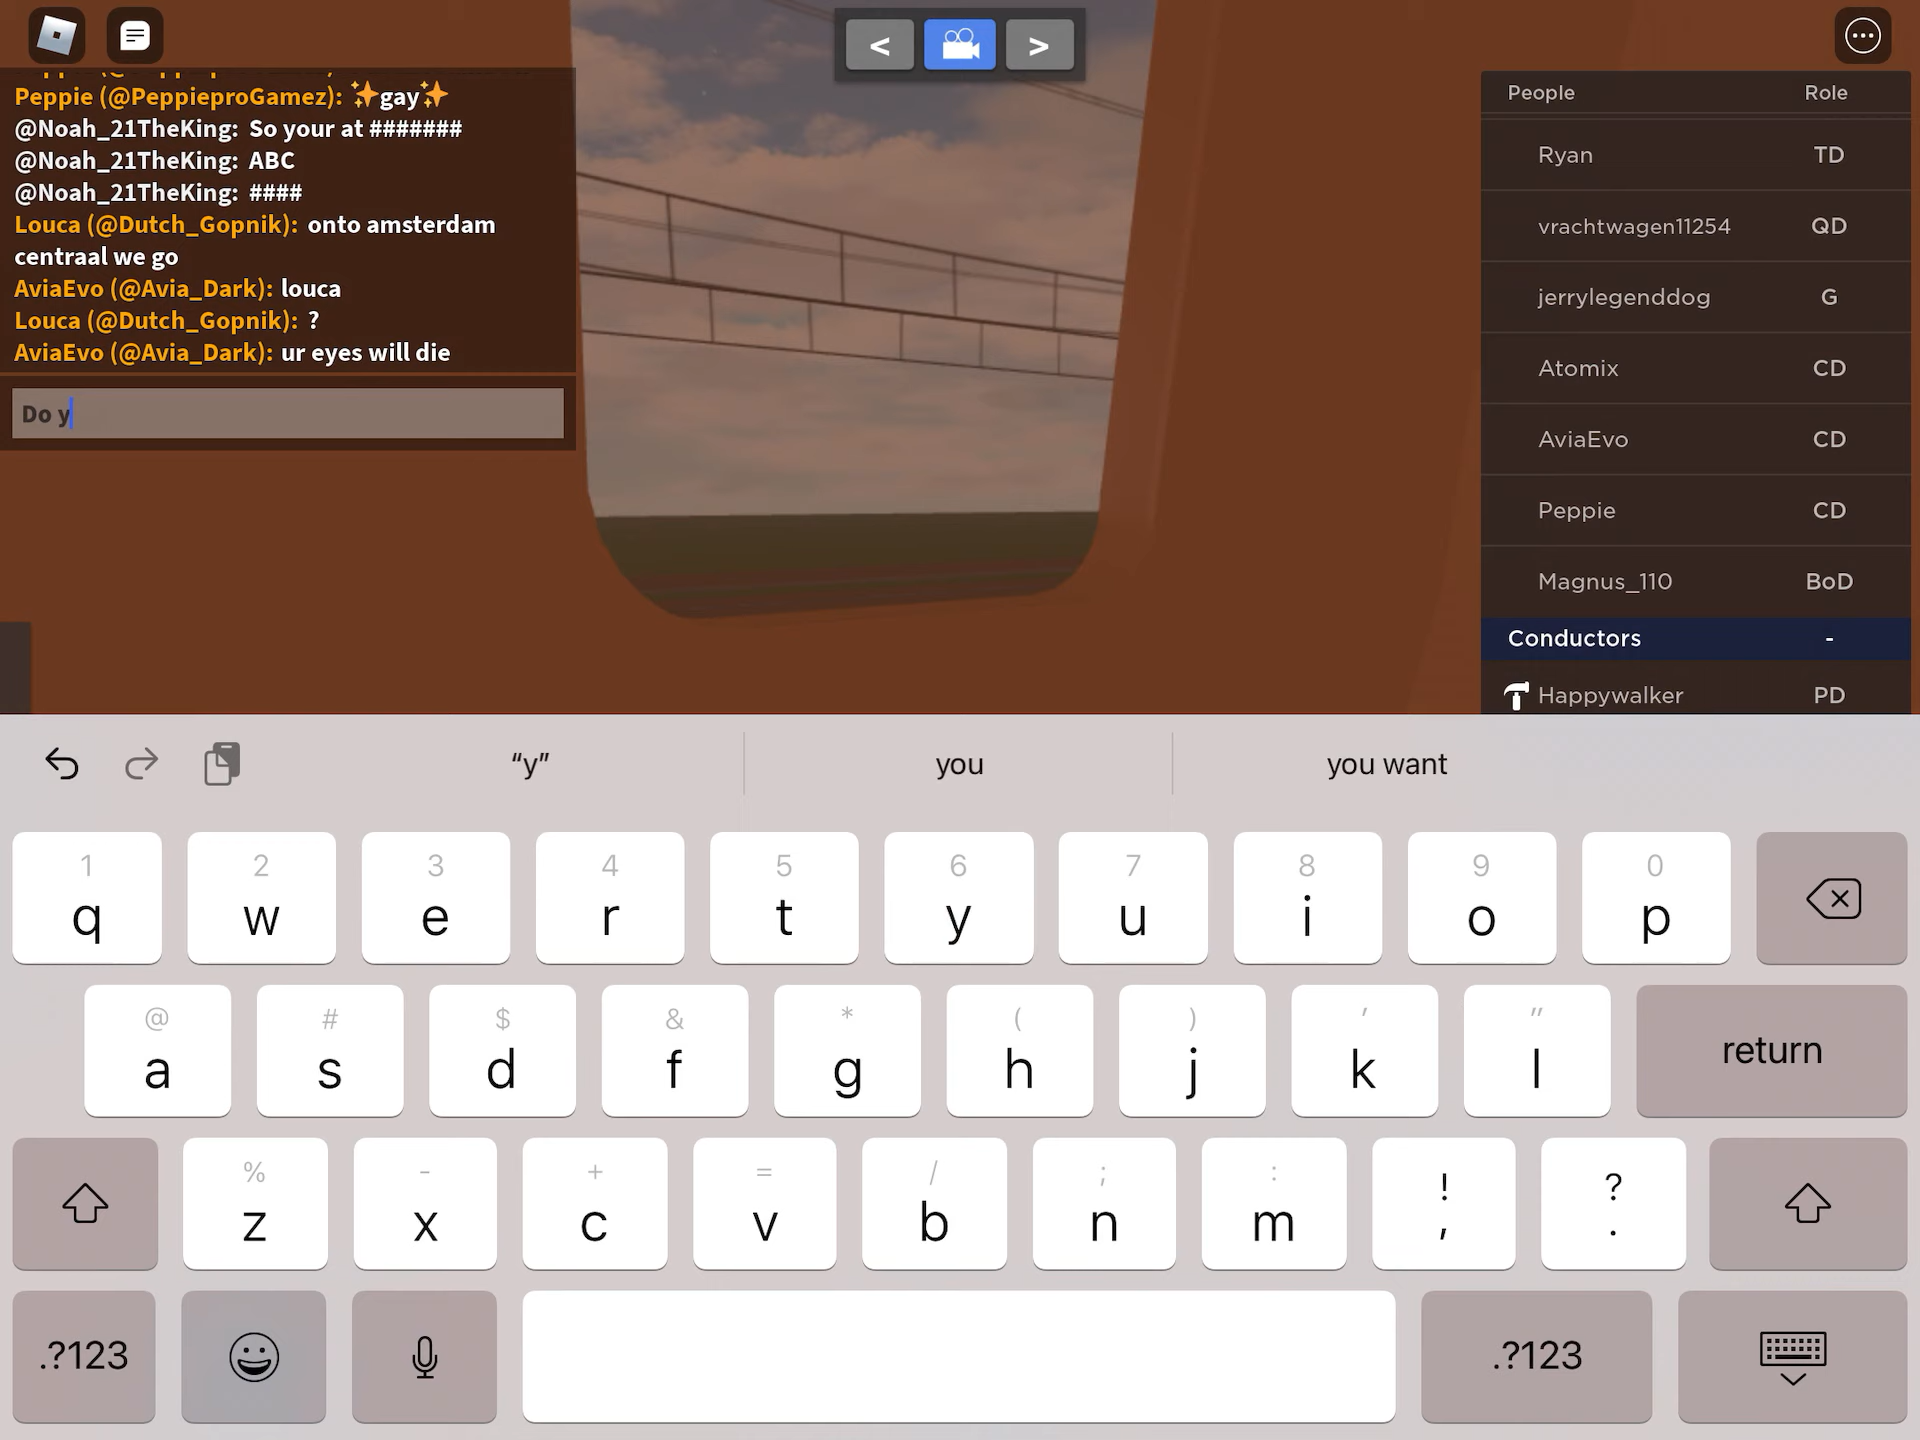 Peppie (@PeppieproGamez): ✨gay✨
@Noah_21TheKing: So your at #######
@Noah_21TheKing: ABC
@Noah_21TheKing: ####
Louca (@Dutch_Gopnik): onto amsterdam
centraal we go
AviaEvo (@Avia_Dark): louca
Louca (@Dutch_Gopnik): ?
AviaEvo (@Avia_Dark): ur eyes will die
Do y
< >
People Role
Ryan TD
vrachtwagen11254 QD
jerrylegenddog G
Atomix CD
AviaEvo CD
Peppie CD
Magnus_110 BoD
Conductors -
Happywalker PD
“y” you you want
1 2 3 4 5 6 7 8 9 0
q w e r t y u i o p
@ # $ & * ( ) ' "
a s d f g h j k l return
% - + = / ; : ! ?
z x c v b n m , .
.?123 .?123